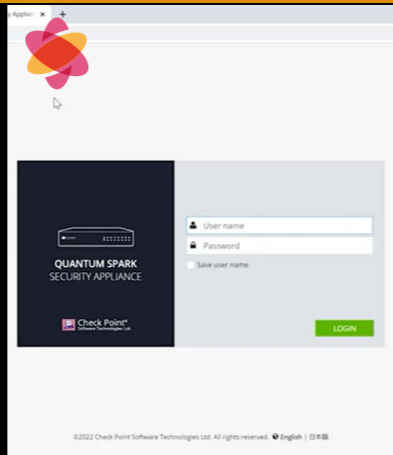 y Applian
User name
Password
Save user name
QUANTUM SPARK
SECURITY APPLIANCE
Check Point®
Software Technologies Ltd.
LOGIN
©2022 Check Point Software Technologies Ltd. All rights reserved. English | 日本語